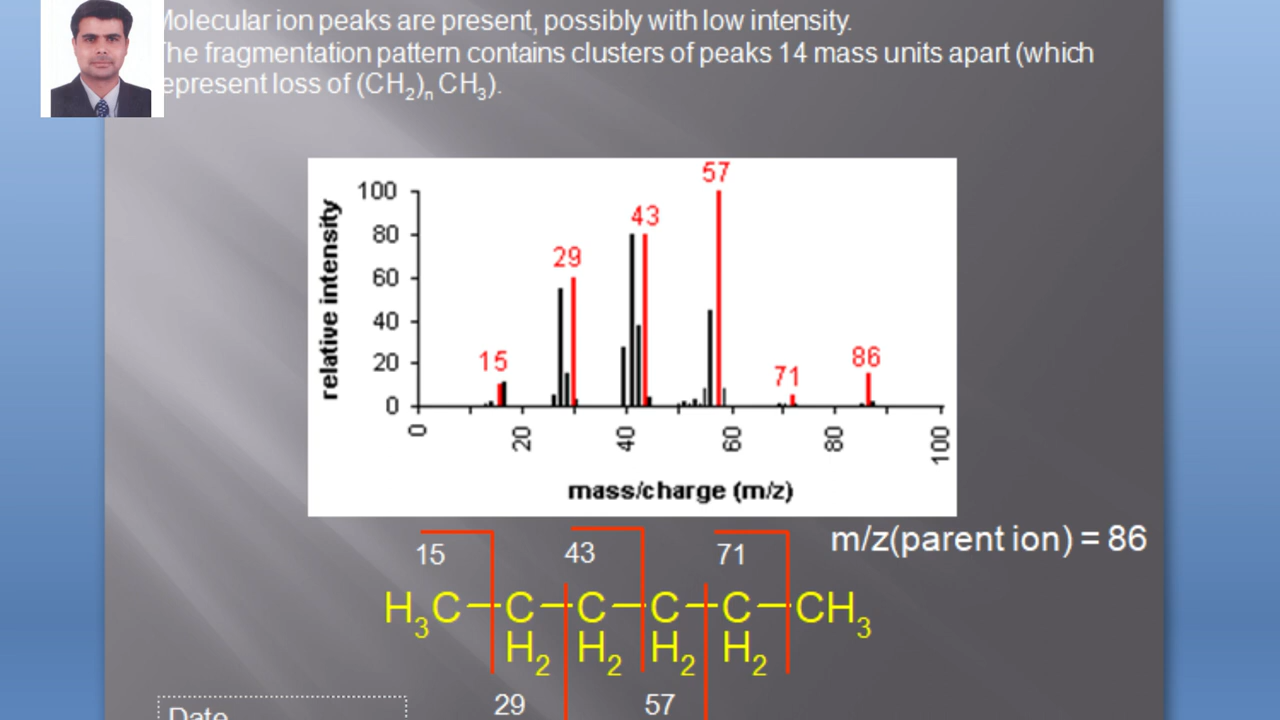 Molecular ion peaks are present, possibly with low intensity.
The fragmentation pattern contains clusters of peaks 14 mass units apart (which
represent loss of (CH₂)ₙ CH₃).
57
100
43
80
29
60
40
15
86
20
71
0
relative intensity
0 20 40 60 80 100
mass/charge (m/z)
m/z(parent ion) = 86
15 43 71
H₃C–C–C–C–C–CH₃
H₂ H₂ H₂ H₂
29 57
Date